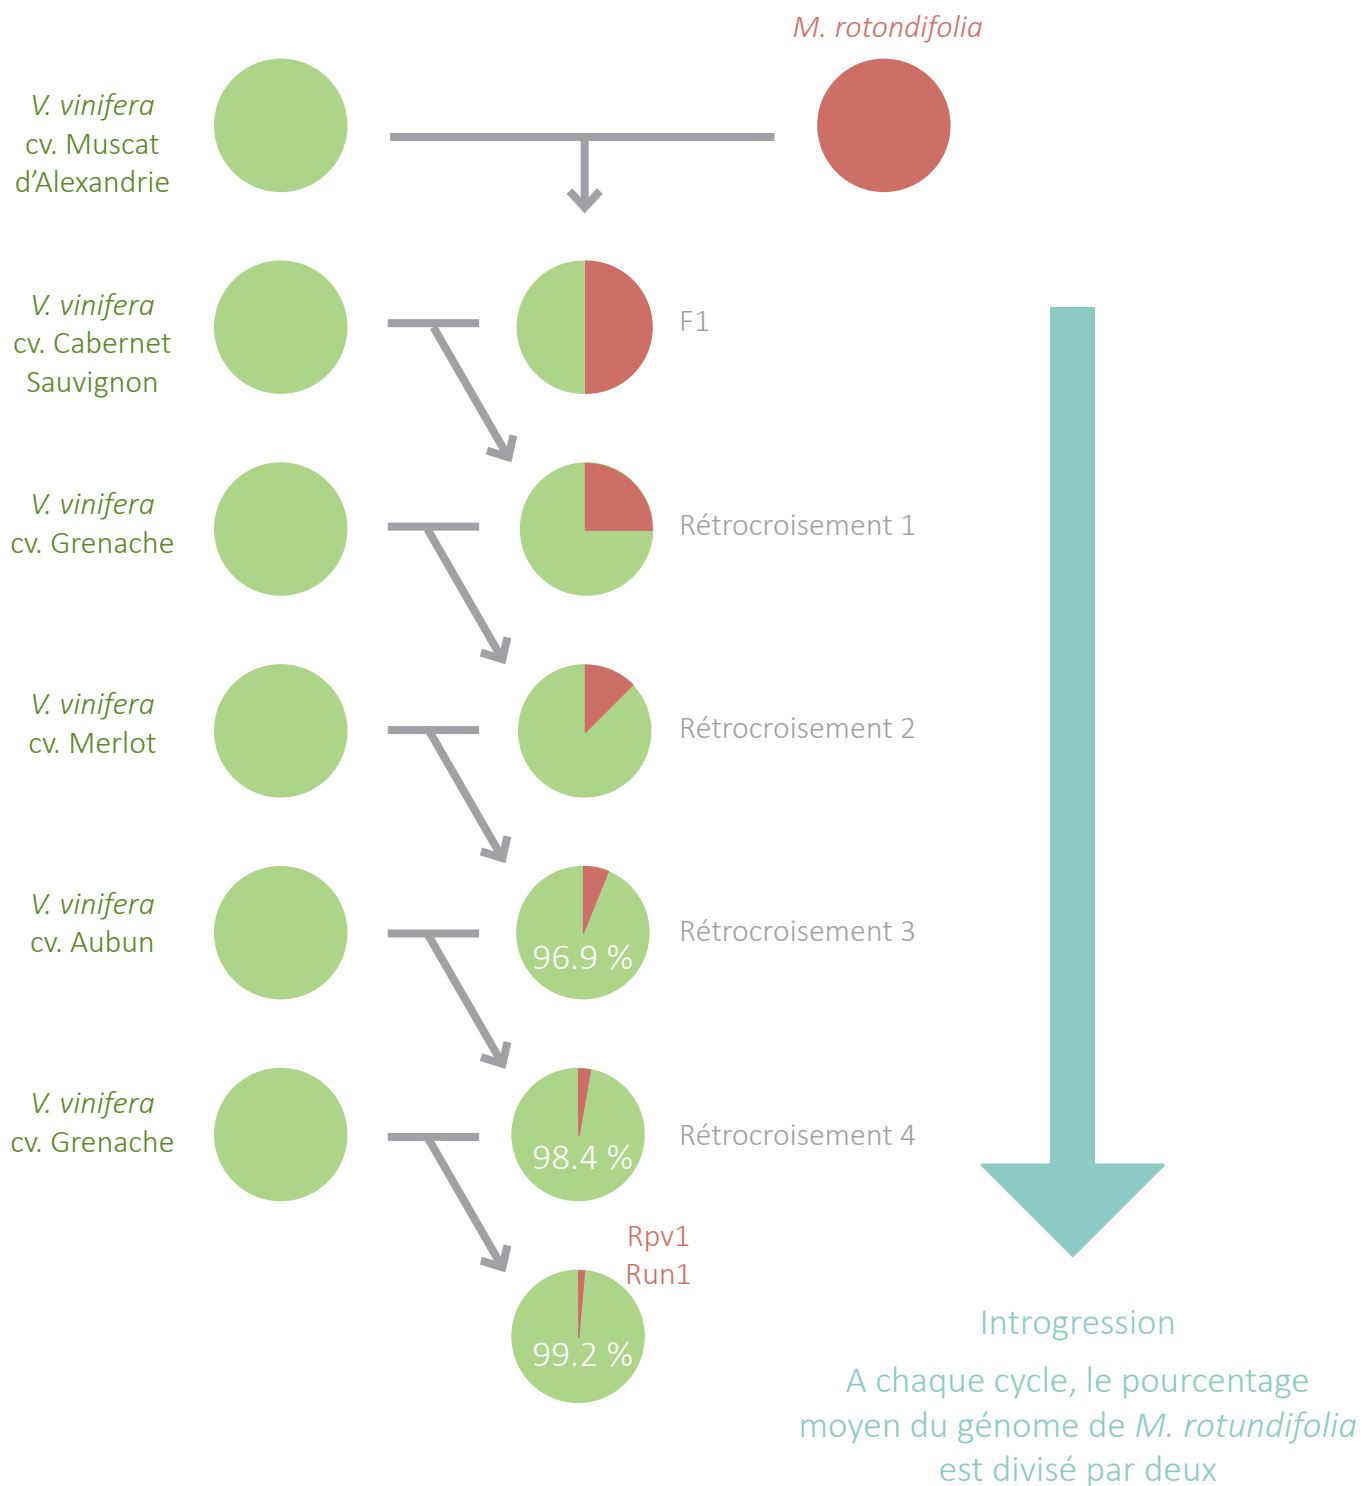 M. rotondifolia
V. vinifera
cv. Muscat
d’Alexandrie
V. vinifera
cv. Cabernet
Sauvignon
F1
V. vinifera
cv. Grenache
Rétrocroisement 1
V. vinifera
cv. Merlot
Rétrocroisement 2
V. vinifera
cv. Aubun
96.9 %
Rétrocroisement 3
V. vinifera
cv. Grenache
98.4 %
Rétrocroisement 4
Rpv1
Run1
99.2 %
Introgression
A chaque cycle, le pourcentage
moyen du génome de M. rotundifolia
est divisé par deux